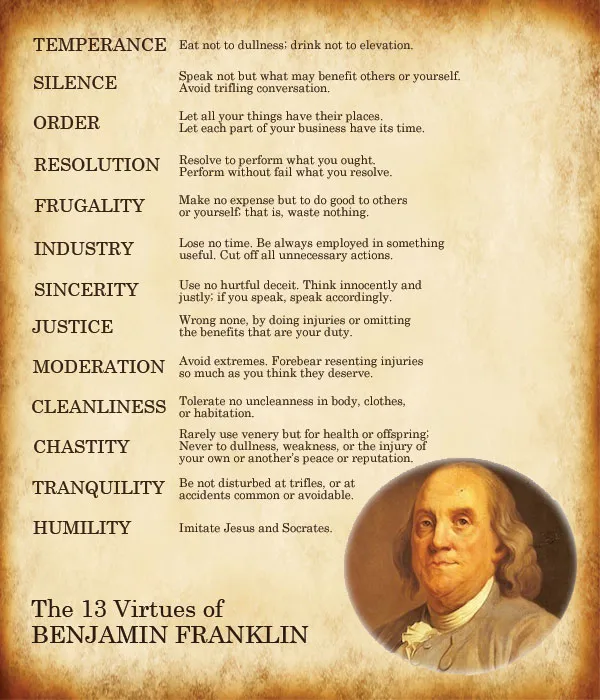 TEMPERANCE Eat not to dullness; drink not to elevation.
SILENCE
Speak not but what may benefit others or yourself.
Avoid trifling conversation.
ORDER
Let all your things have their places.
Let each part of your business have its time.
RESOLUTION
Resolve to perform what you ought.
Perform without fail what you resolve.
FRUGALITY
Make no expense but to do good to others
or yourself; that is, waste nothing.
INDUSTRY
Lose no time. Be always employed in something
useful. Cut off all unnecessary actions.
SINCERITY
Use no hurtful deceit. Think innocently and
justly; if you speak, speak accordingly.
JUSTICE
Wrong none, by doing injuries or omitting
the benefits that are your duty.
MODERATION
Avoid extremes. Forebear resenting injuries
so much as you think they deserve.
CLEANLINESS
Tolerate no uncleanness in body, clothes,
or habitation.
CHASTITY
Rarely use venery but for health or offspring;
Never to dullness, weakness, or the injury of
your own or another's peace or reputation.
TRANQUILITY
Be not disturbed at trifles, or at
accidents common or avoidable.
HUMILITY Imitate Jesus and Socrates.
The 13 Virtues of
BENJAMIN FRANKLIN